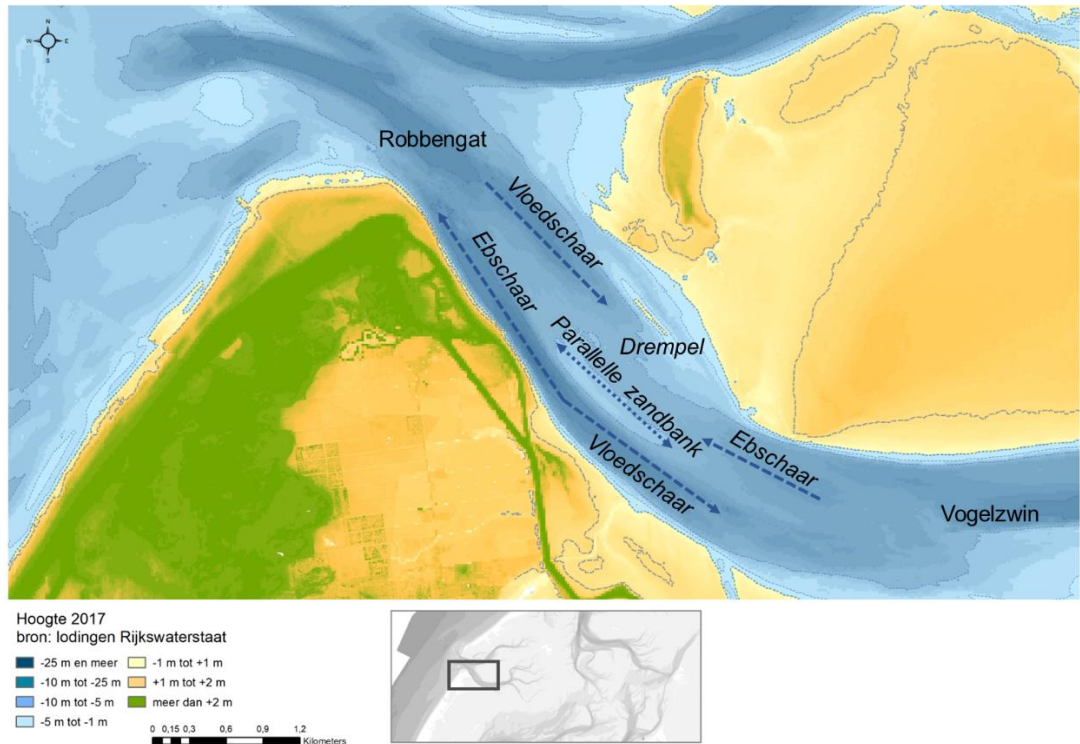 N
W E
S
Robbengat
Vloedschaar
Ebschaar
Parallelle zandbank
Drempel
Ebschaar
Vloedschaar
Vogelzwin
Hoogte 2017
bron: lodingen Rijkswaterstaat
-25 m en meer
-10 m tot -25 m
-10 m tot -5 m
-5 m tot -1 m
-1 m tot +1 m
+1 m tot +2 m
meer dan +2 m
0 0,15 0,3 0,6 0,9 1,2
Kilometers